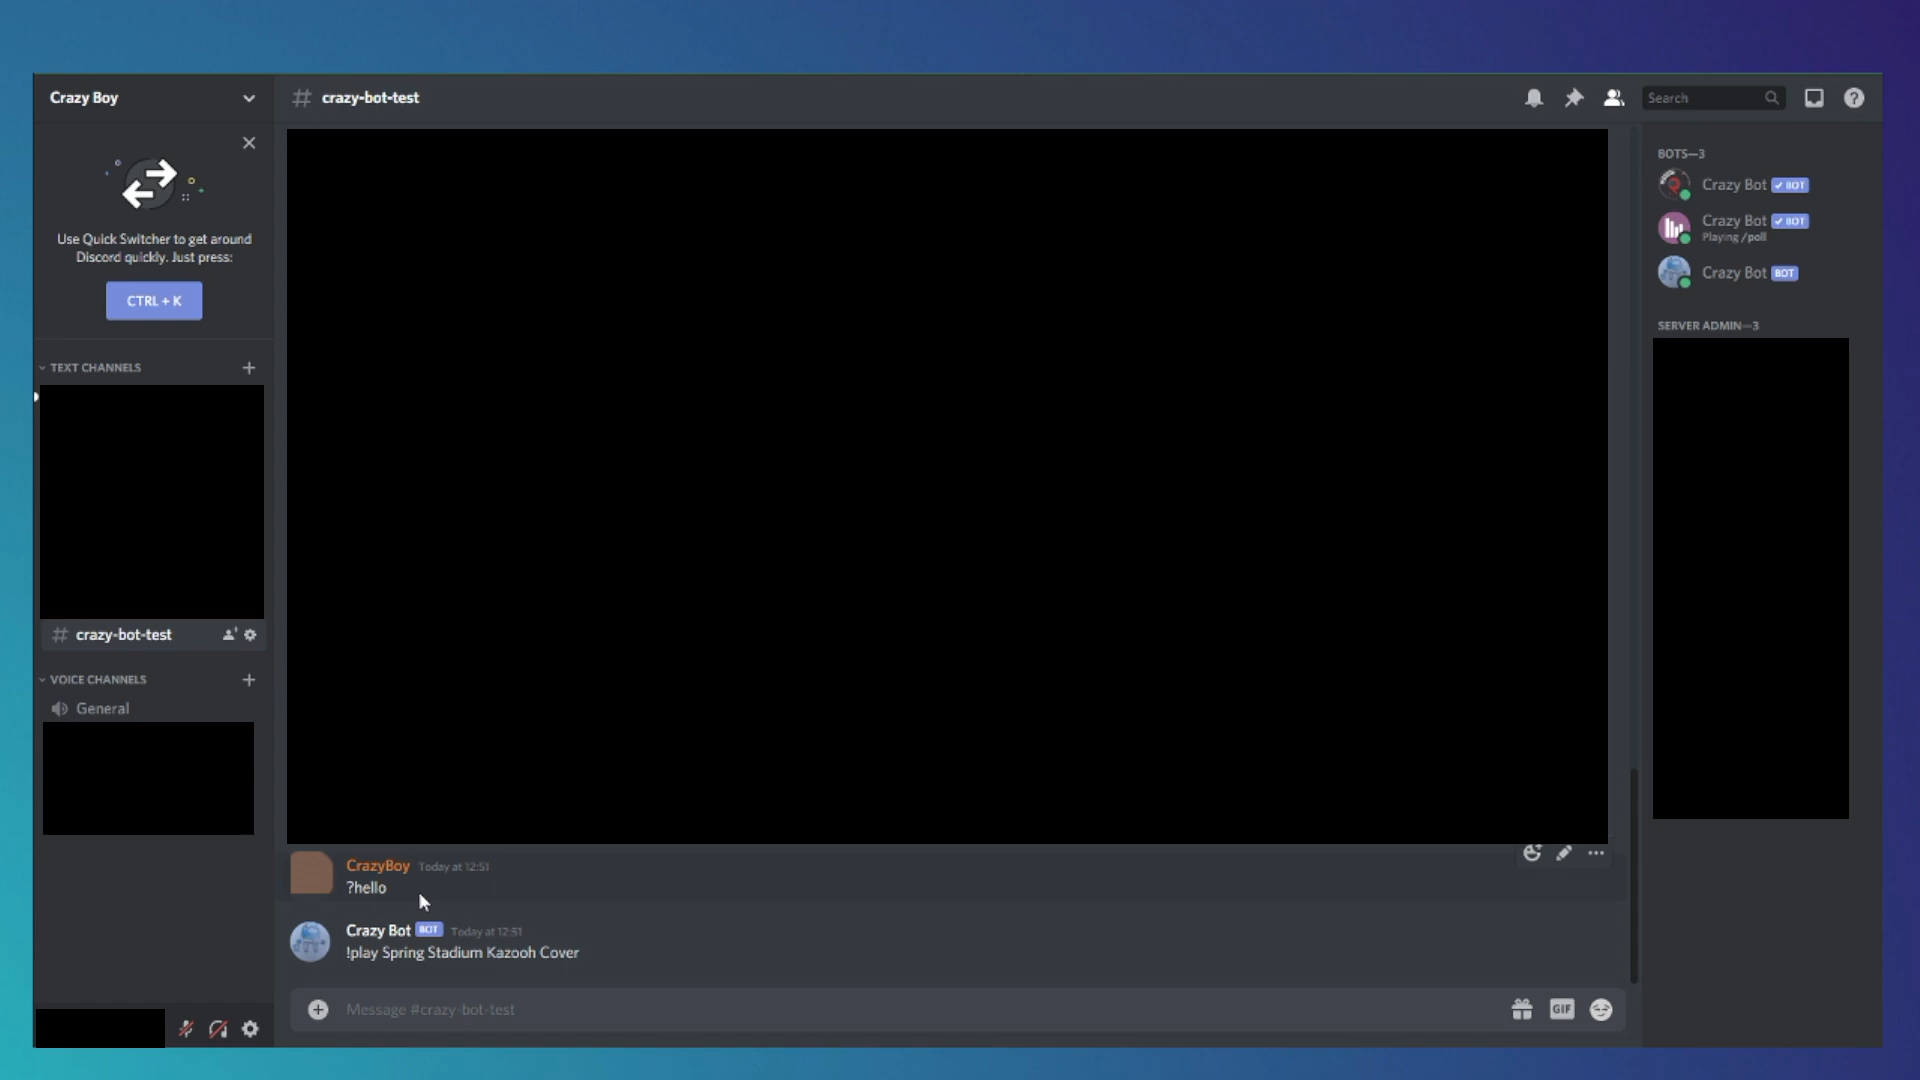 Crazy Boy
crazy-bot-test
Search
Use Quick Switcher to get around
Discord quickly. Just press:
CTRL + K
TEXT CHANNELS
crazy-bot-test
VOICE CHANNELS
General
CrazyBoy Today at 12:51
?hello
Crazy Bot BOT Today at 12:51
!play Spring Stadium Kazooh Cover
Message #crazy-bot-test
GIF
BOTS—3
Crazy Bot BOT
Crazy Bot BOT
Playing /poll
Crazy Bot BOT
SERVER ADMIN—3